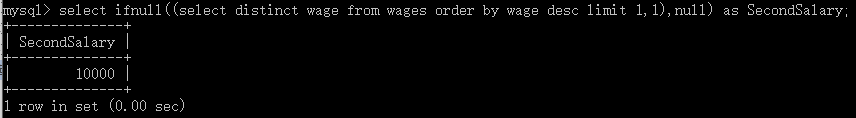 mysql> select ifnull((select distinct wage from wages order by wage desc limit 1,1),null) as SecondSalary;
+--------------+
| SecondSalary |
+--------------+
|        10000 |
+--------------+
1 row in set (0.00 sec)